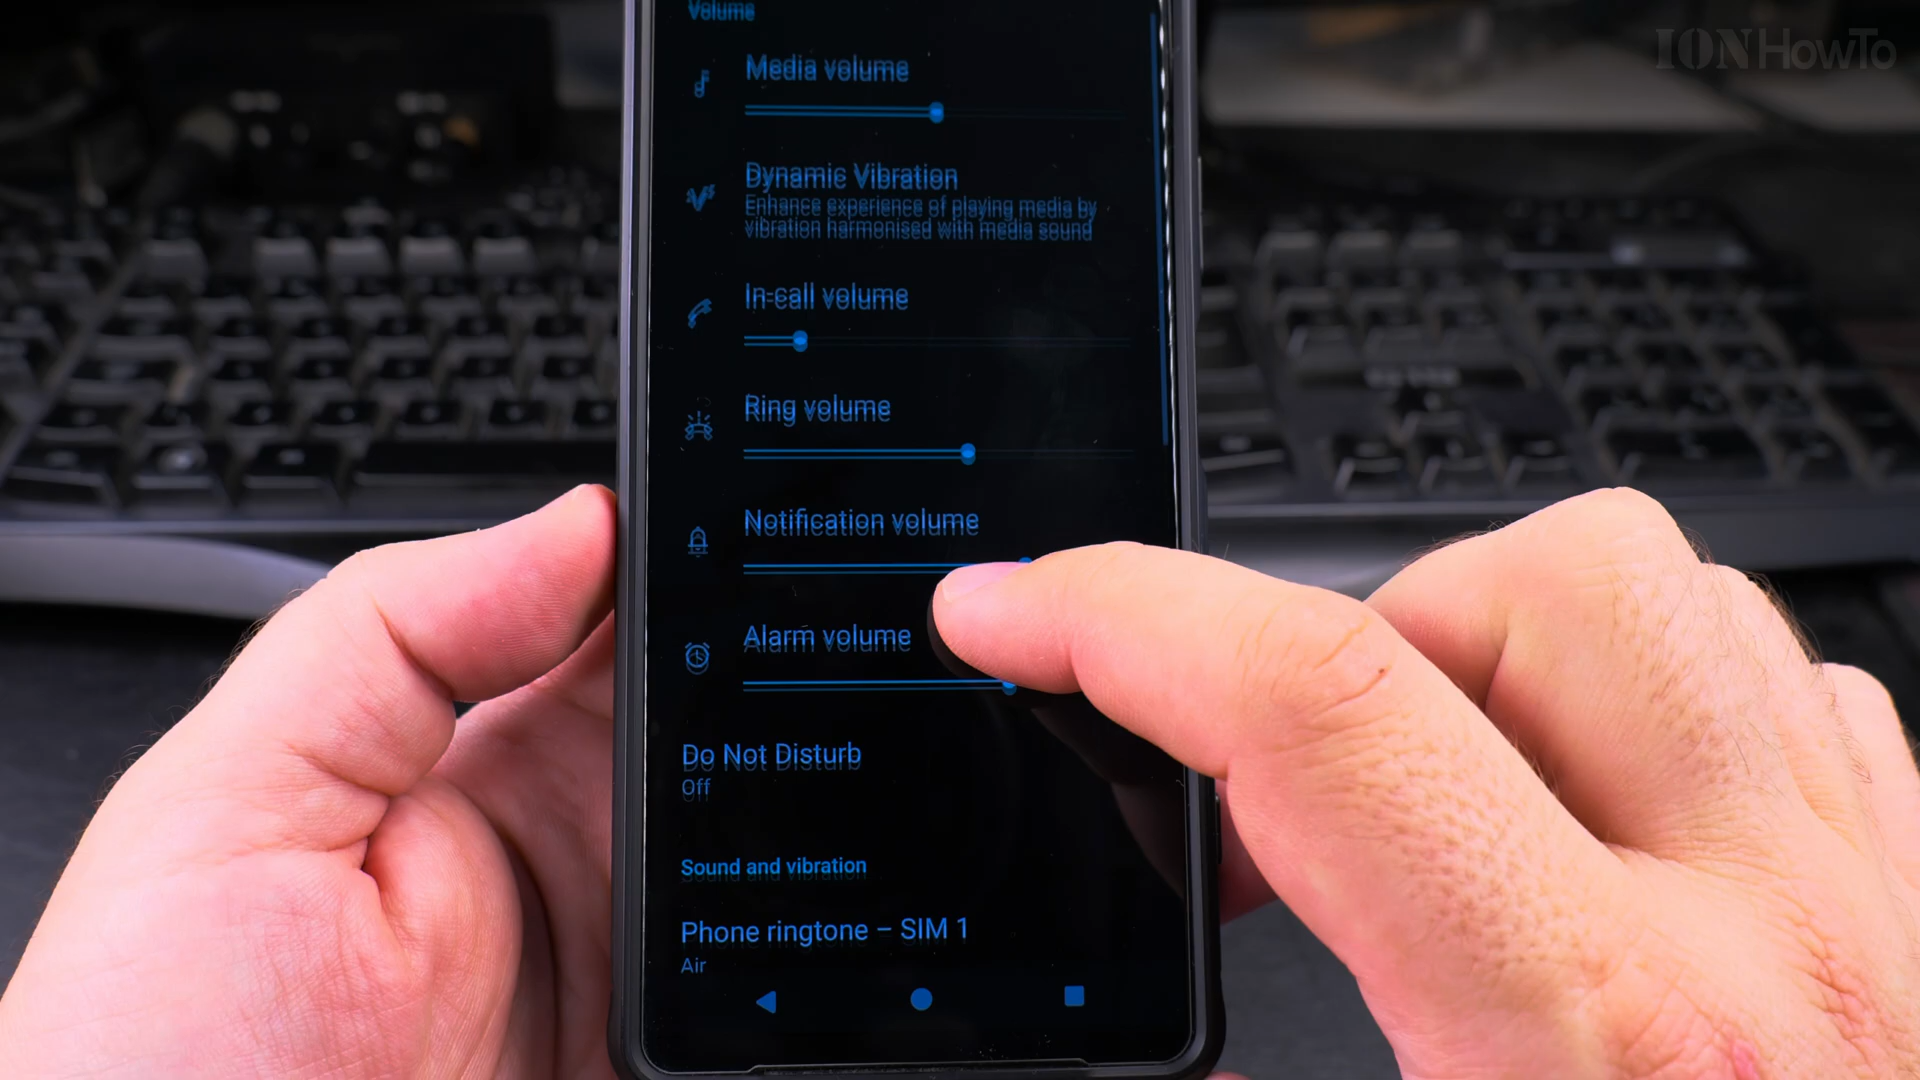 IONHowTo
Volume
Media volume
Dynamic Vibration
Enhance experience of playing media by
vibration harmonised with media sound
In-call volume
Ring volume
Notification volume
Alarm volume
Do Not Disturb
Off
Sound and vibration
Phone ringtone – SIM 1
Air